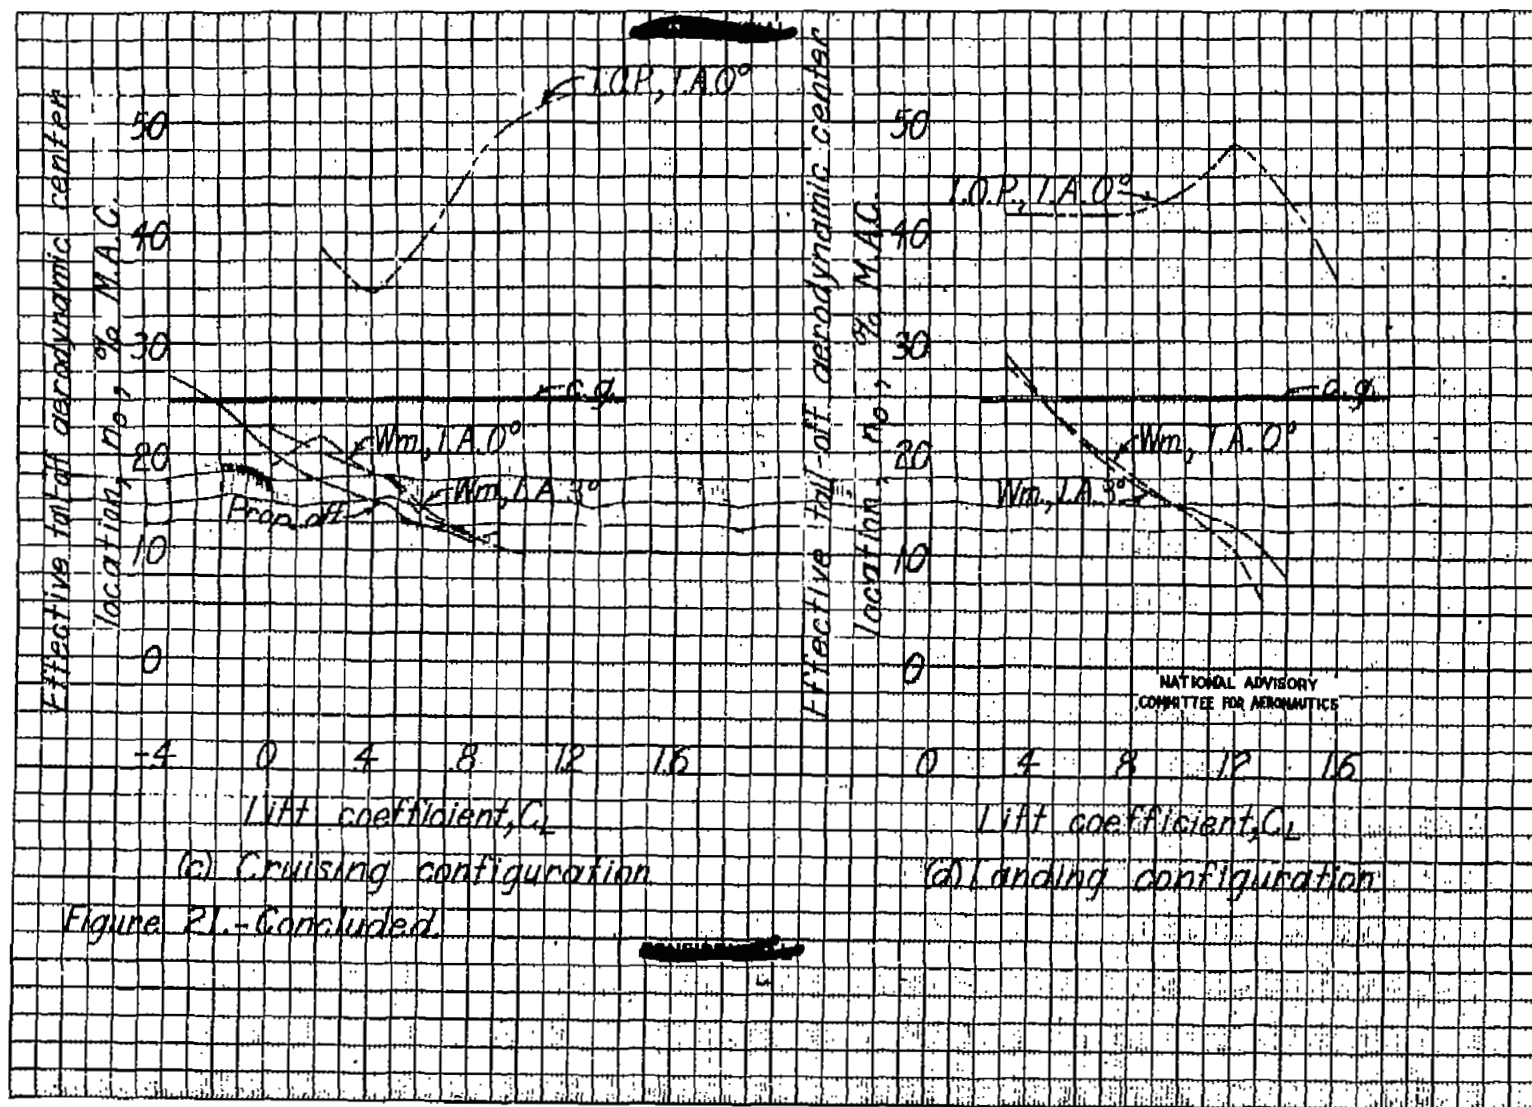 Effective tail-off aerodynamic center
location, n₀, % M.A.C.
50
40
30
20
10
0
I.O.P., T.A.0°
c.g.
Wm., T.A.0°
Wm., T.A.3°
Prop. off
-.4 0 .4 .8 1.2 1.6
Lift coefficient, C_L
(c) Cruising configuration
Effective tail-off aerodynamic center
location, n₀, % M.A.C.
50
40
30
20
10
0
I.O.P., T.A.0°
c.g.
Wm., T.A.0°
Wm., T.A.3°
NATIONAL ADVISORY
COMMITTEE FOR AERONAUTICS
0 .4 .8 1.2 1.6
Lift coefficient, C_L
(d) Landing configuration
Figure 21.-Concluded.